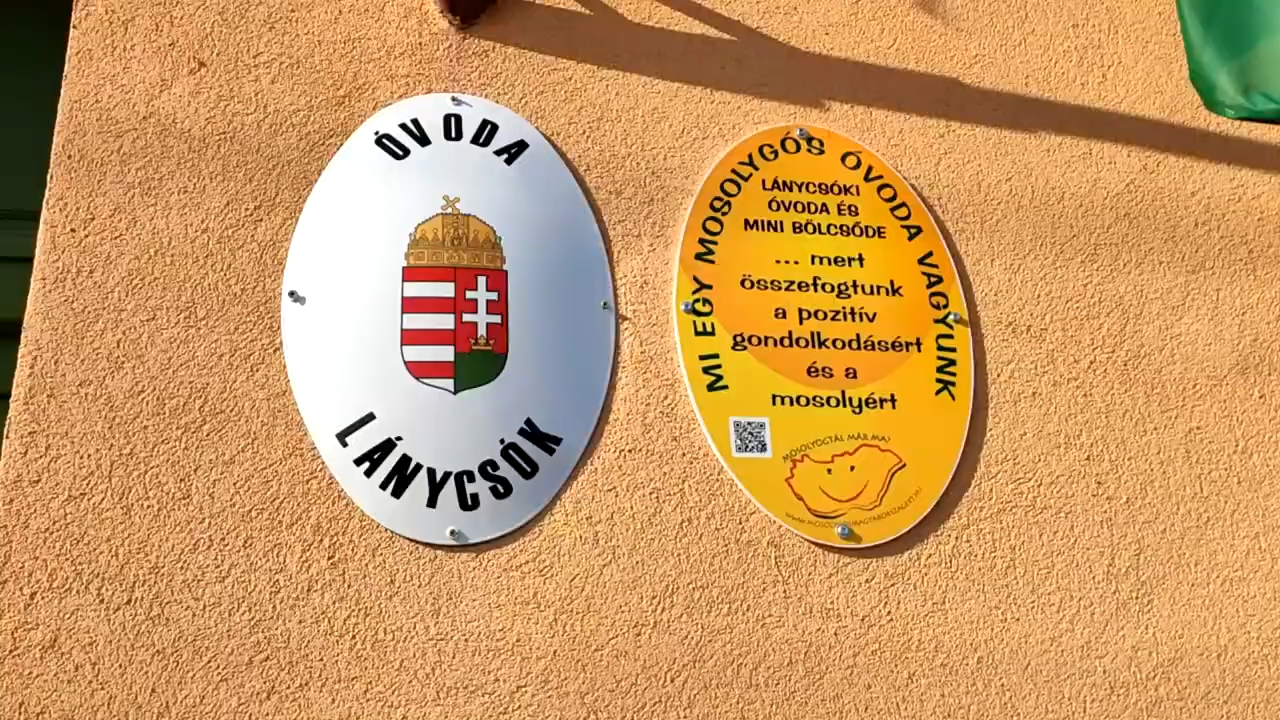 ÓVODA
LÁNYCSÓK
MI EGY MOSOLYGÓS ÓVODA VAGYUNK
LÁNYCSÓKI
ÓVODA ÉS
MINI BÖLCSŐDE
... mert
összefogtunk
a pozitív
gondolkodásért
és a
mosolyért
MOSOLYOGTÁL MÁR MA?